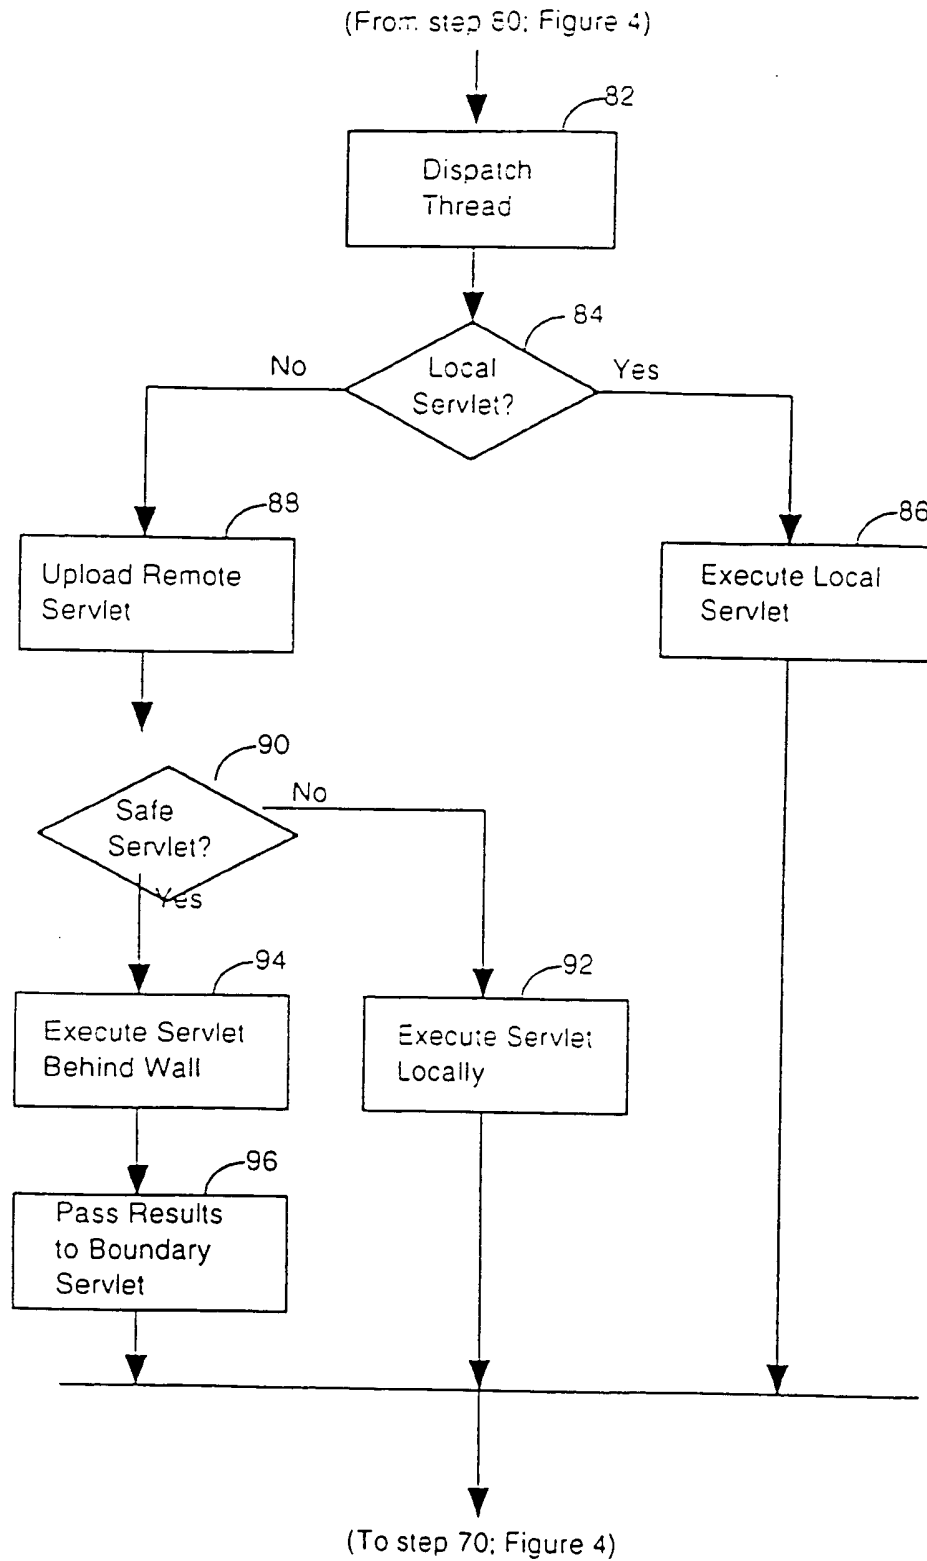 (From step 80; Figure 4)
82
Dispatch
Thread
84
No
Local
Servlet?
Yes
88
Upload Remote
Servlet
86
Execute Local
Servlet
90
Safe
Servlet?
No
Yes
94
Execute Servlet
Behind Wall
92
Execute Servlet
Locally
96
Pass Results
to Boundary
Servlet
(To step 70; Figure 4)